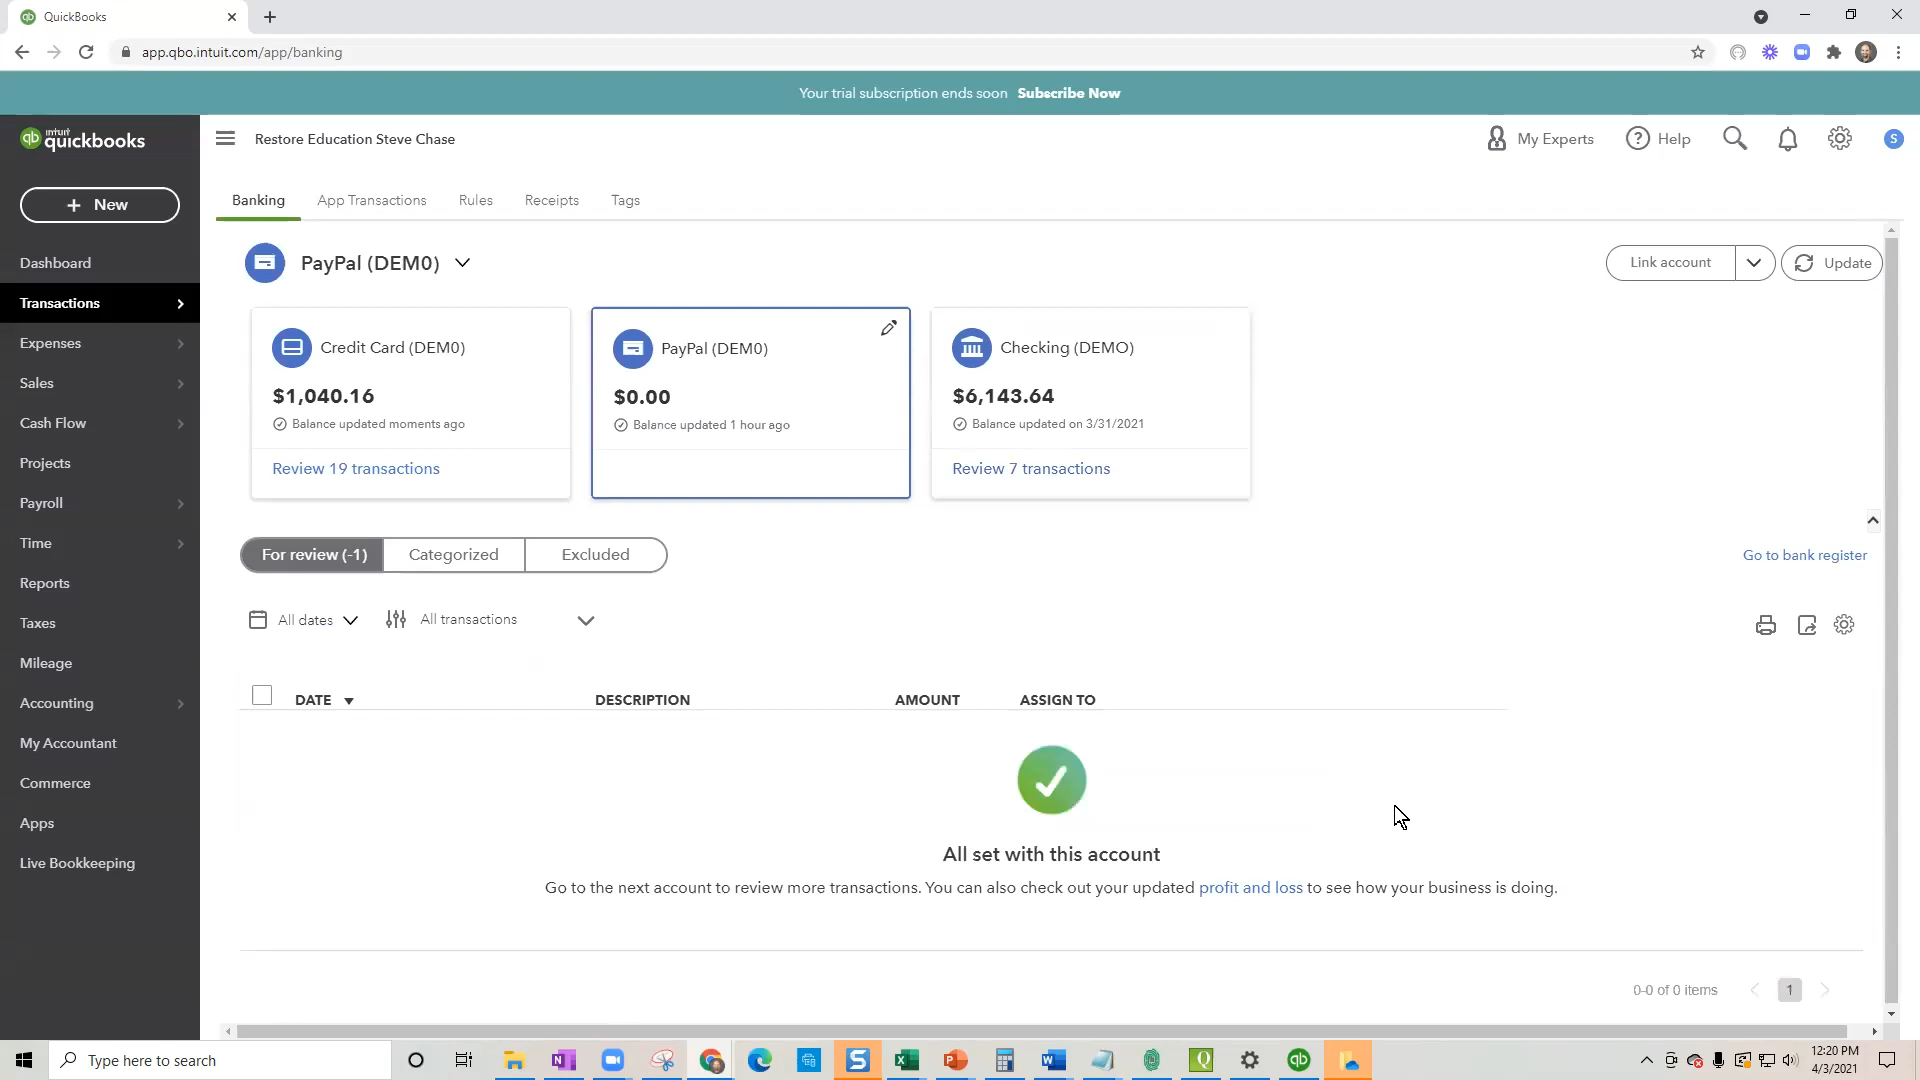 QuickBooks
app.qbo.intuit.com/app/banking
Your trial subscription ends soon Subscribe Now
intuit quickbooks
Restore Education Steve Chase
My Experts
Help
S
+ New
Banking
App Transactions
Rules
Receipts
Tags
Dashboard
Transactions
Expenses
Sales
Cash Flow
Projects
Payroll
Time
Reports
Taxes
Mileage
Accounting
My Accountant
Commerce
Apps
Live Bookkeeping
PayPal (DEM0)
Link account
Update
Credit Card (DEM0)
$1,040.16
Balance updated moments ago
Review 19 transactions
PayPal (DEM0)
$0.00
Balance updated 1 hour ago
Checking (DEMO)
$6,143.64
Balance updated on 3/31/2021
Review 7 transactions
For review (-1)
Categorized
Excluded
Go to bank register
All dates
All transactions
DATE
DESCRIPTION
AMOUNT
ASSIGN TO
All set with this account
Go to the next account to review more transactions. You can also check out your updated profit and loss to see how your business is doing.
0-0 of 0 items
1
Type here to search
12:20 PM
4/3/2021